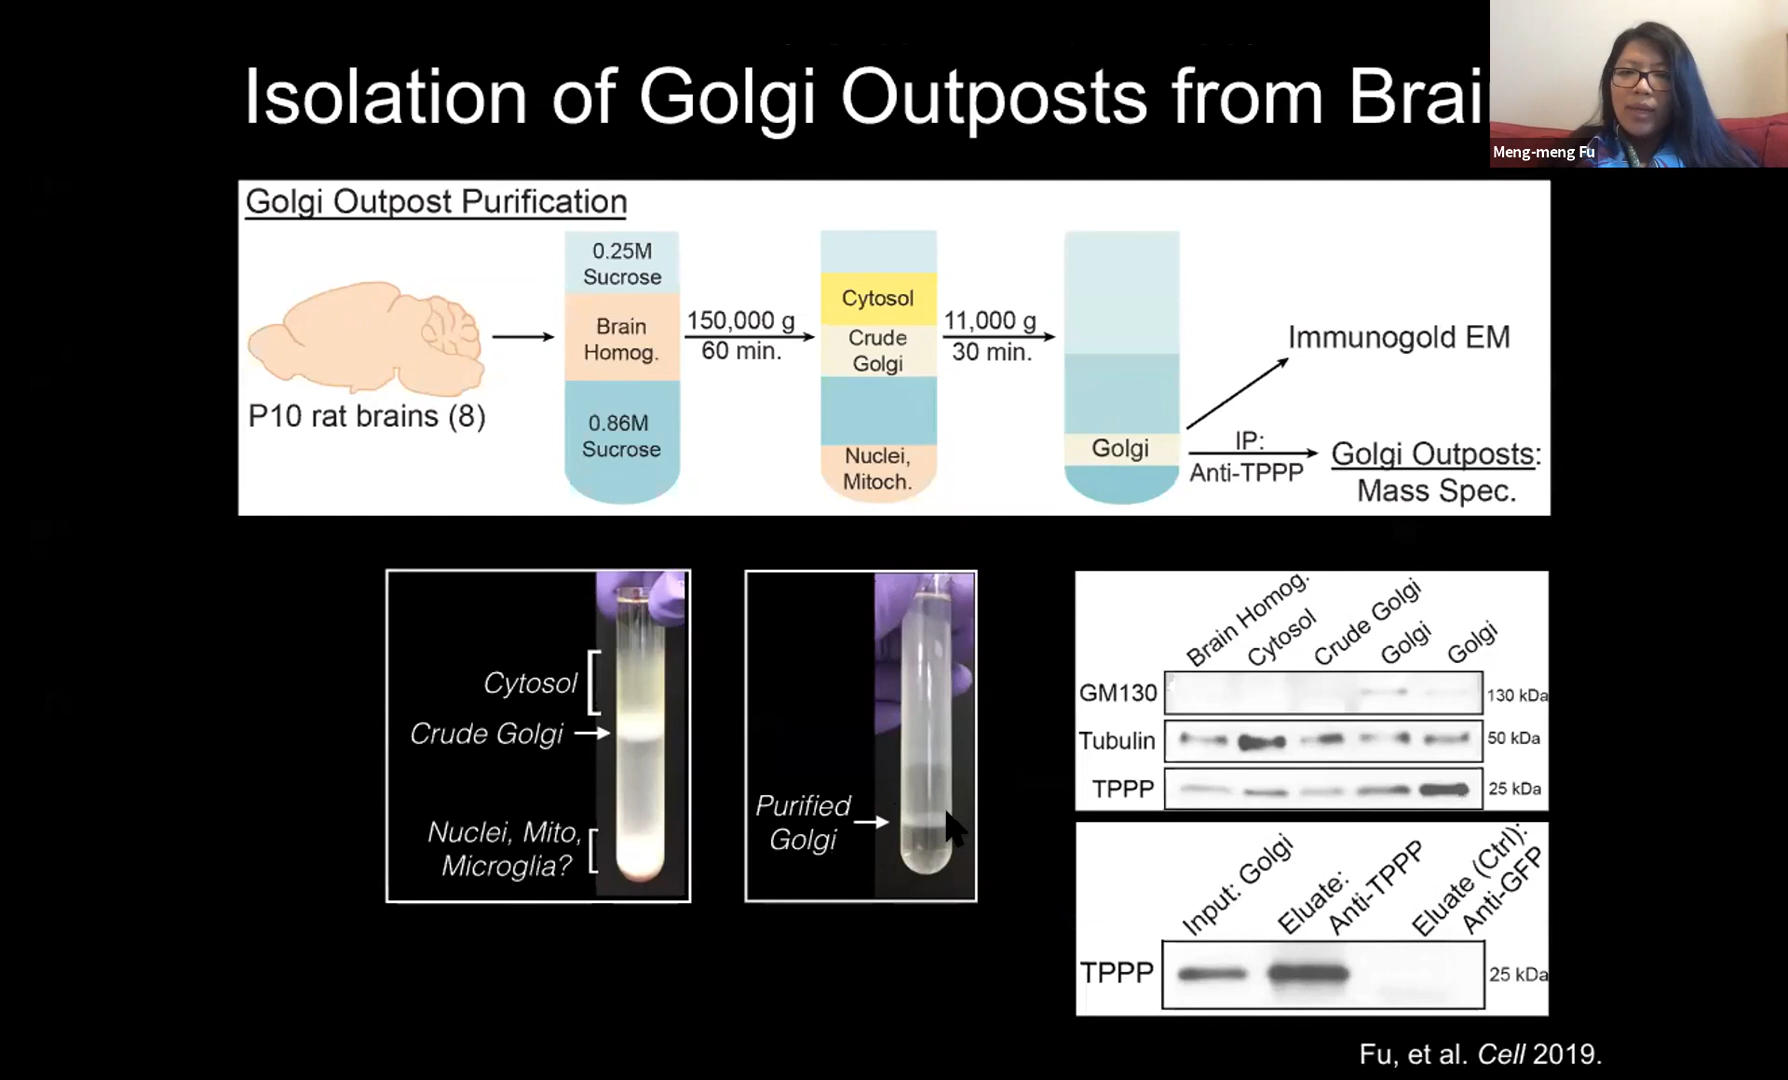 Isolation of Golgi Outposts from Brai
Meng-meng Fu
Golgi Outpost Purification
P10 rat brains (8)
0.25M
Sucrose
Brain
Homog.
0.86M
Sucrose
150,000 g
60 min.
Cytosol
Crude
Golgi
Nuclei,
Mitoch.
11,000 g
30 min.
Golgi
Immunogold EM
IP:
Anti-TPPP
Golgi Outposts:
Mass Spec.
Cytosol
Crude Golgi
Nuclei, Mito,
Microglia?
Purified
Golgi
Brain Homog.
Cytosol
Crude Golgi
Golgi
Golgi
GM130
130 kDa
Tubulin
50 kDa
TPPP
25 kDa
Input: Golgi
Eluate:
Anti-TPPP
Eluate (Ctrl):
Anti-GFP
TPPP
25 kDa
Fu, et al. Cell 2019.